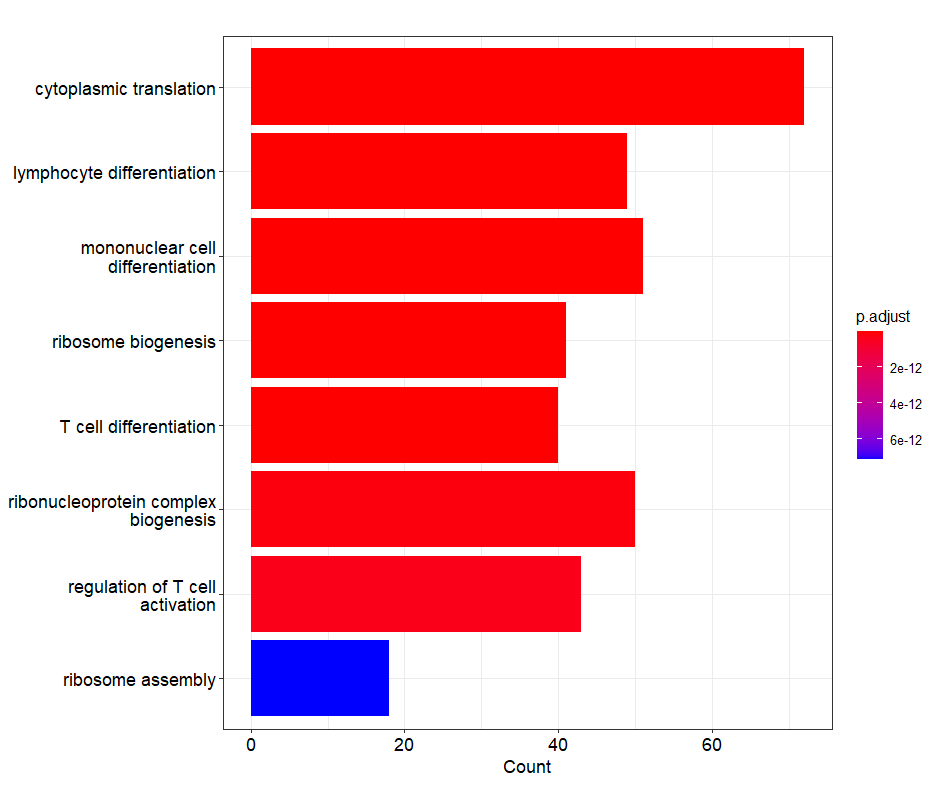 cytoplasmic translation
lymphocyte differentiation
mononuclear cell
differentiation
ribosome biogenesis
T cell differentiation
ribonucleoprotein complex
biogenesis
regulation of T cell
activation
ribosome assembly
0 20 40 60
Count
p.adjust
2e-12
4e-12
6e-12